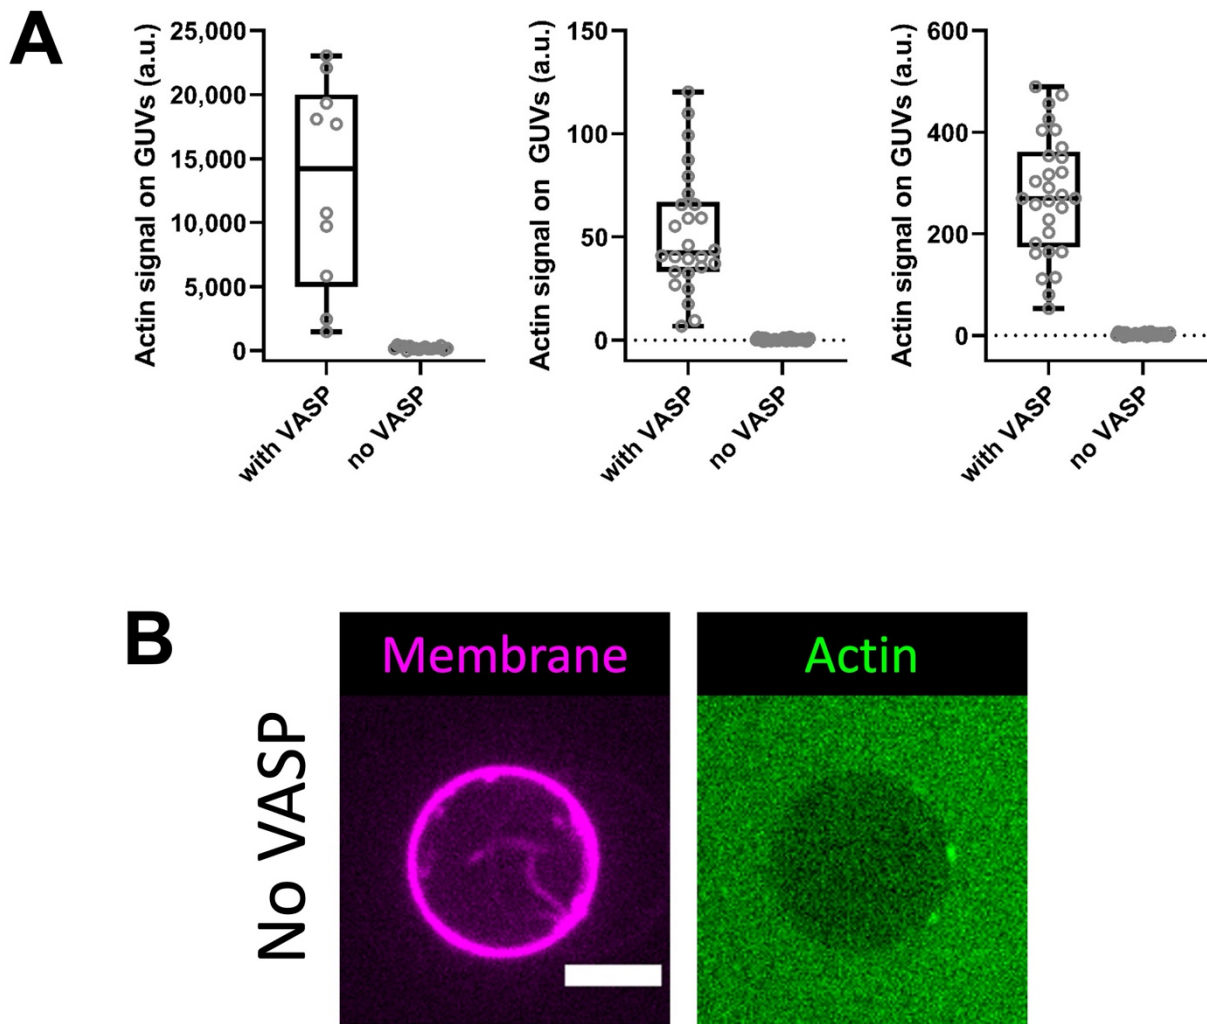 A
Actin signal on GUVs (a.u.)
25,000
20,000
15,000
10,000
5,000
0
with VASP
no VASP
Actin signal on GUVs (a.u.)
150
100
50
0
with VASP
no VASP
Actin signal on GUVs (a.u.)
600
400
200
0
with VASP
no VASP
B
No VASP
Membrane
Actin